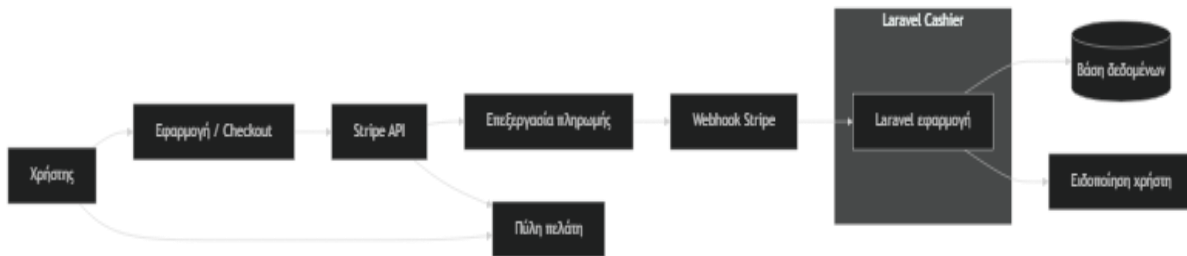 Laravel Cashier
Βάση δεδομένων
Εφαρμογή / Checkout
Stripe API
Επεξεργασία πληρωμής
Webhook Stripe
Laravel εφαρμογή
Χρήστης
Ειδοποίηση χρήστη
Πύλη πελάτη